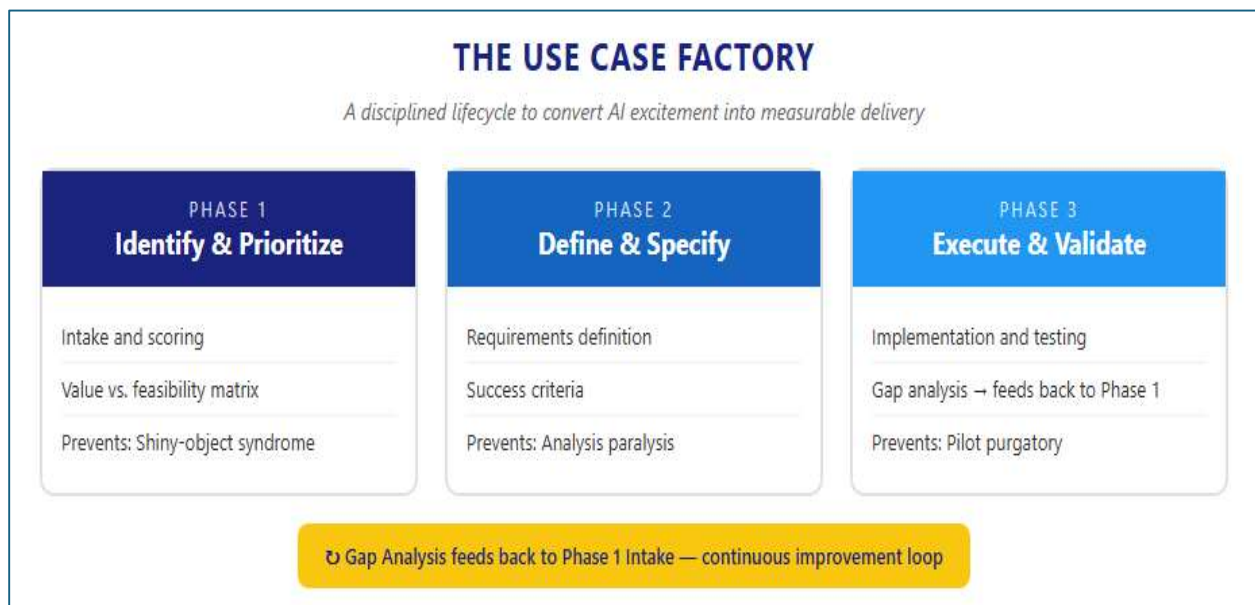 THE USE CASE FACTORY
A disciplined lifecycle to convert AI excitement into measurable delivery
PHASE 1
Identify & Prioritize
Intake and scoring
Value vs. feasibility matrix
Prevents: Shiny-object syndrome
PHASE 2
Define & Specify
Requirements definition
Success criteria
Prevents: Analysis paralysis
PHASE 3
Execute & Validate
Implementation and testing
Gap analysis → feeds back to Phase 1
Prevents: Pilot purgatory
↻ Gap Analysis feeds back to Phase 1 Intake — continuous improvement loop